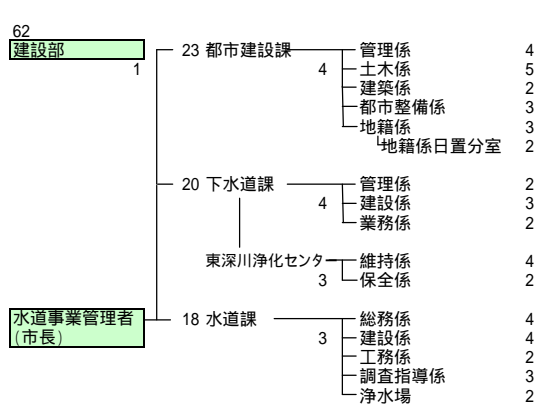 62
建設部
1
23 都市建設課 管理係 4
4 土木係 5
建築係 2
都市整備係 3
地籍係 3
地籍係日置分室 2
20 下水道課 管理係 2
4 建設係 3
業務係 2
東深川浄化センター 維持係 4
3 保全係 2
水道事業管理者 18 水道課 総務係 4
(市長) 3 建設係 4
工務係 2
調査指導係 3
浄水場 2